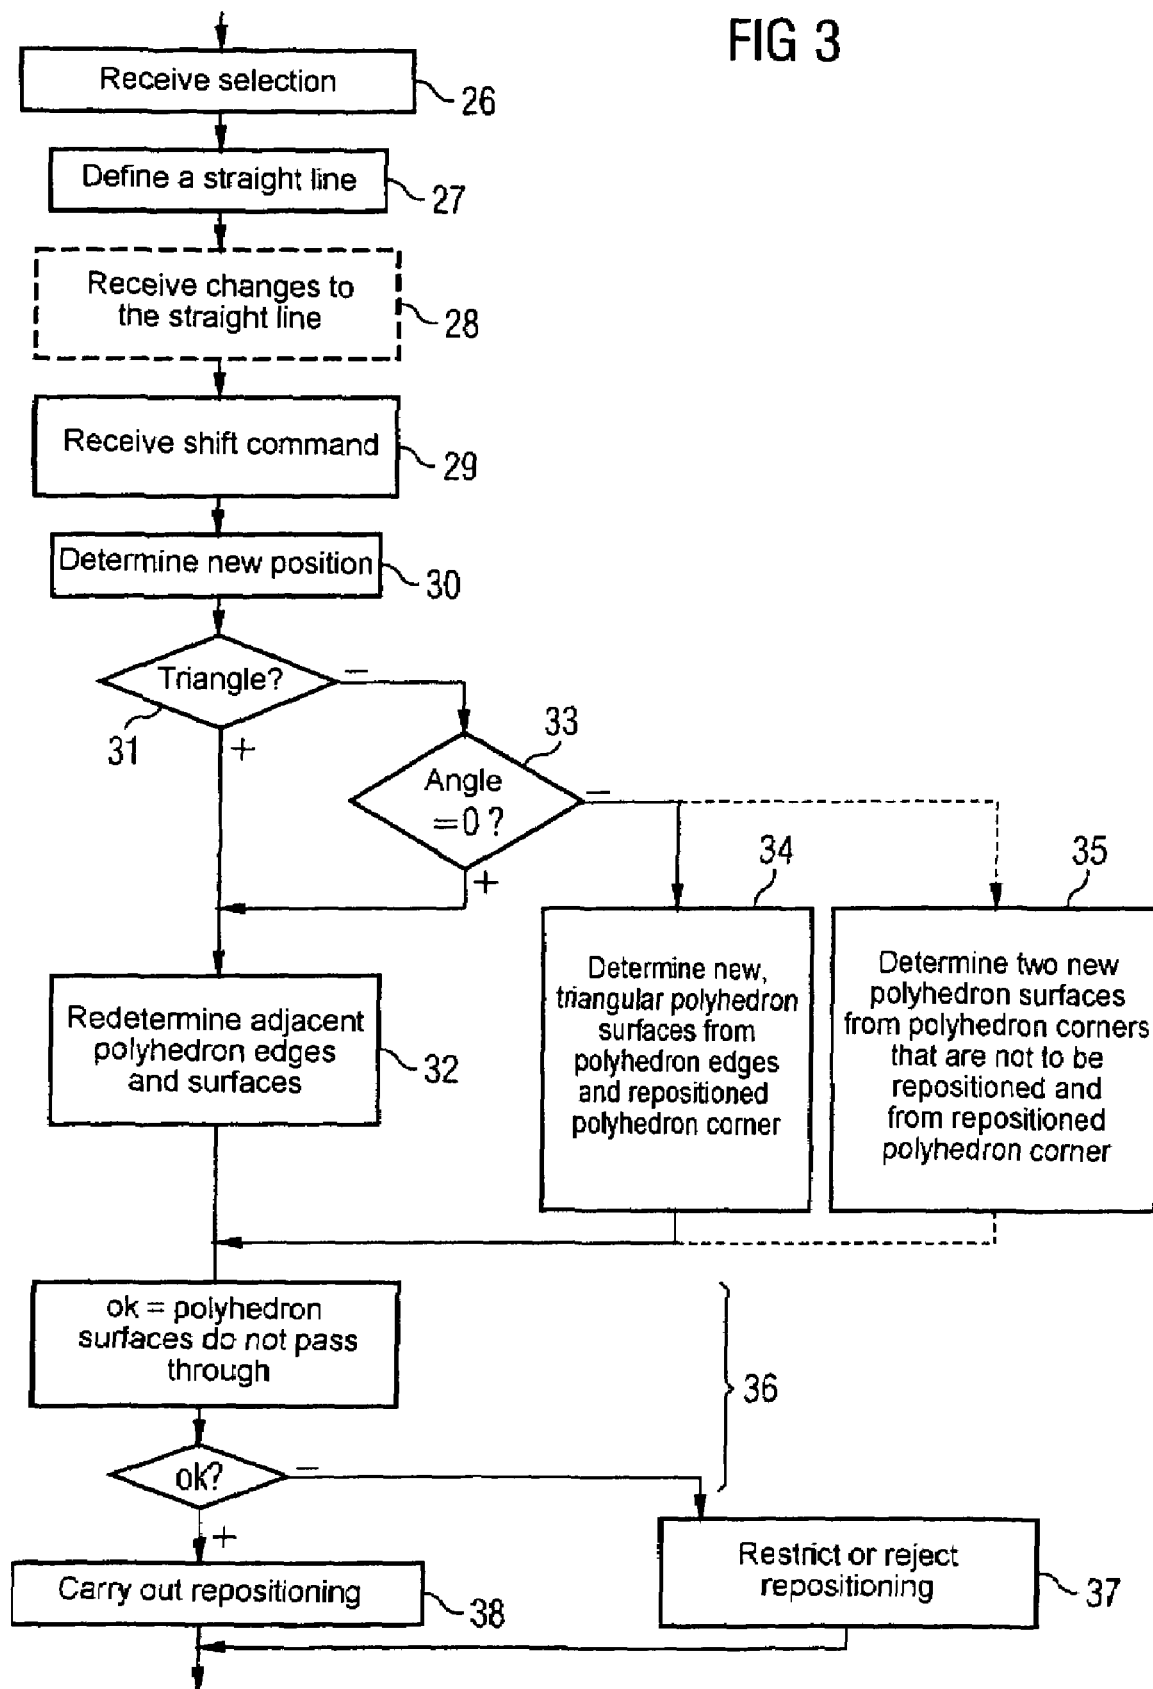 FIG 3
Receive selection
26
Define a straight line
27
Receive changes to
the straight line
28
Receive shift command
29
Determine new position
30
Triangle?
−
31
+
33
Angle
=0 ?
−
+
34
35
Determine new,
triangular polyhedron
surfaces from
polyhedron edges
and repositioned
polyhedron corner
Determine two new
polyhedron surfaces
from polyhedron corners
that are not to be
repositioned and
from repositioned
polyhedron corner
Redetermine adjacent
polyhedron edges
and surfaces
32
ok = polyhedron
surfaces do not pass
through
36
ok?
−
+
Carry out repositioning
38
Restrict or reject
repositioning
37